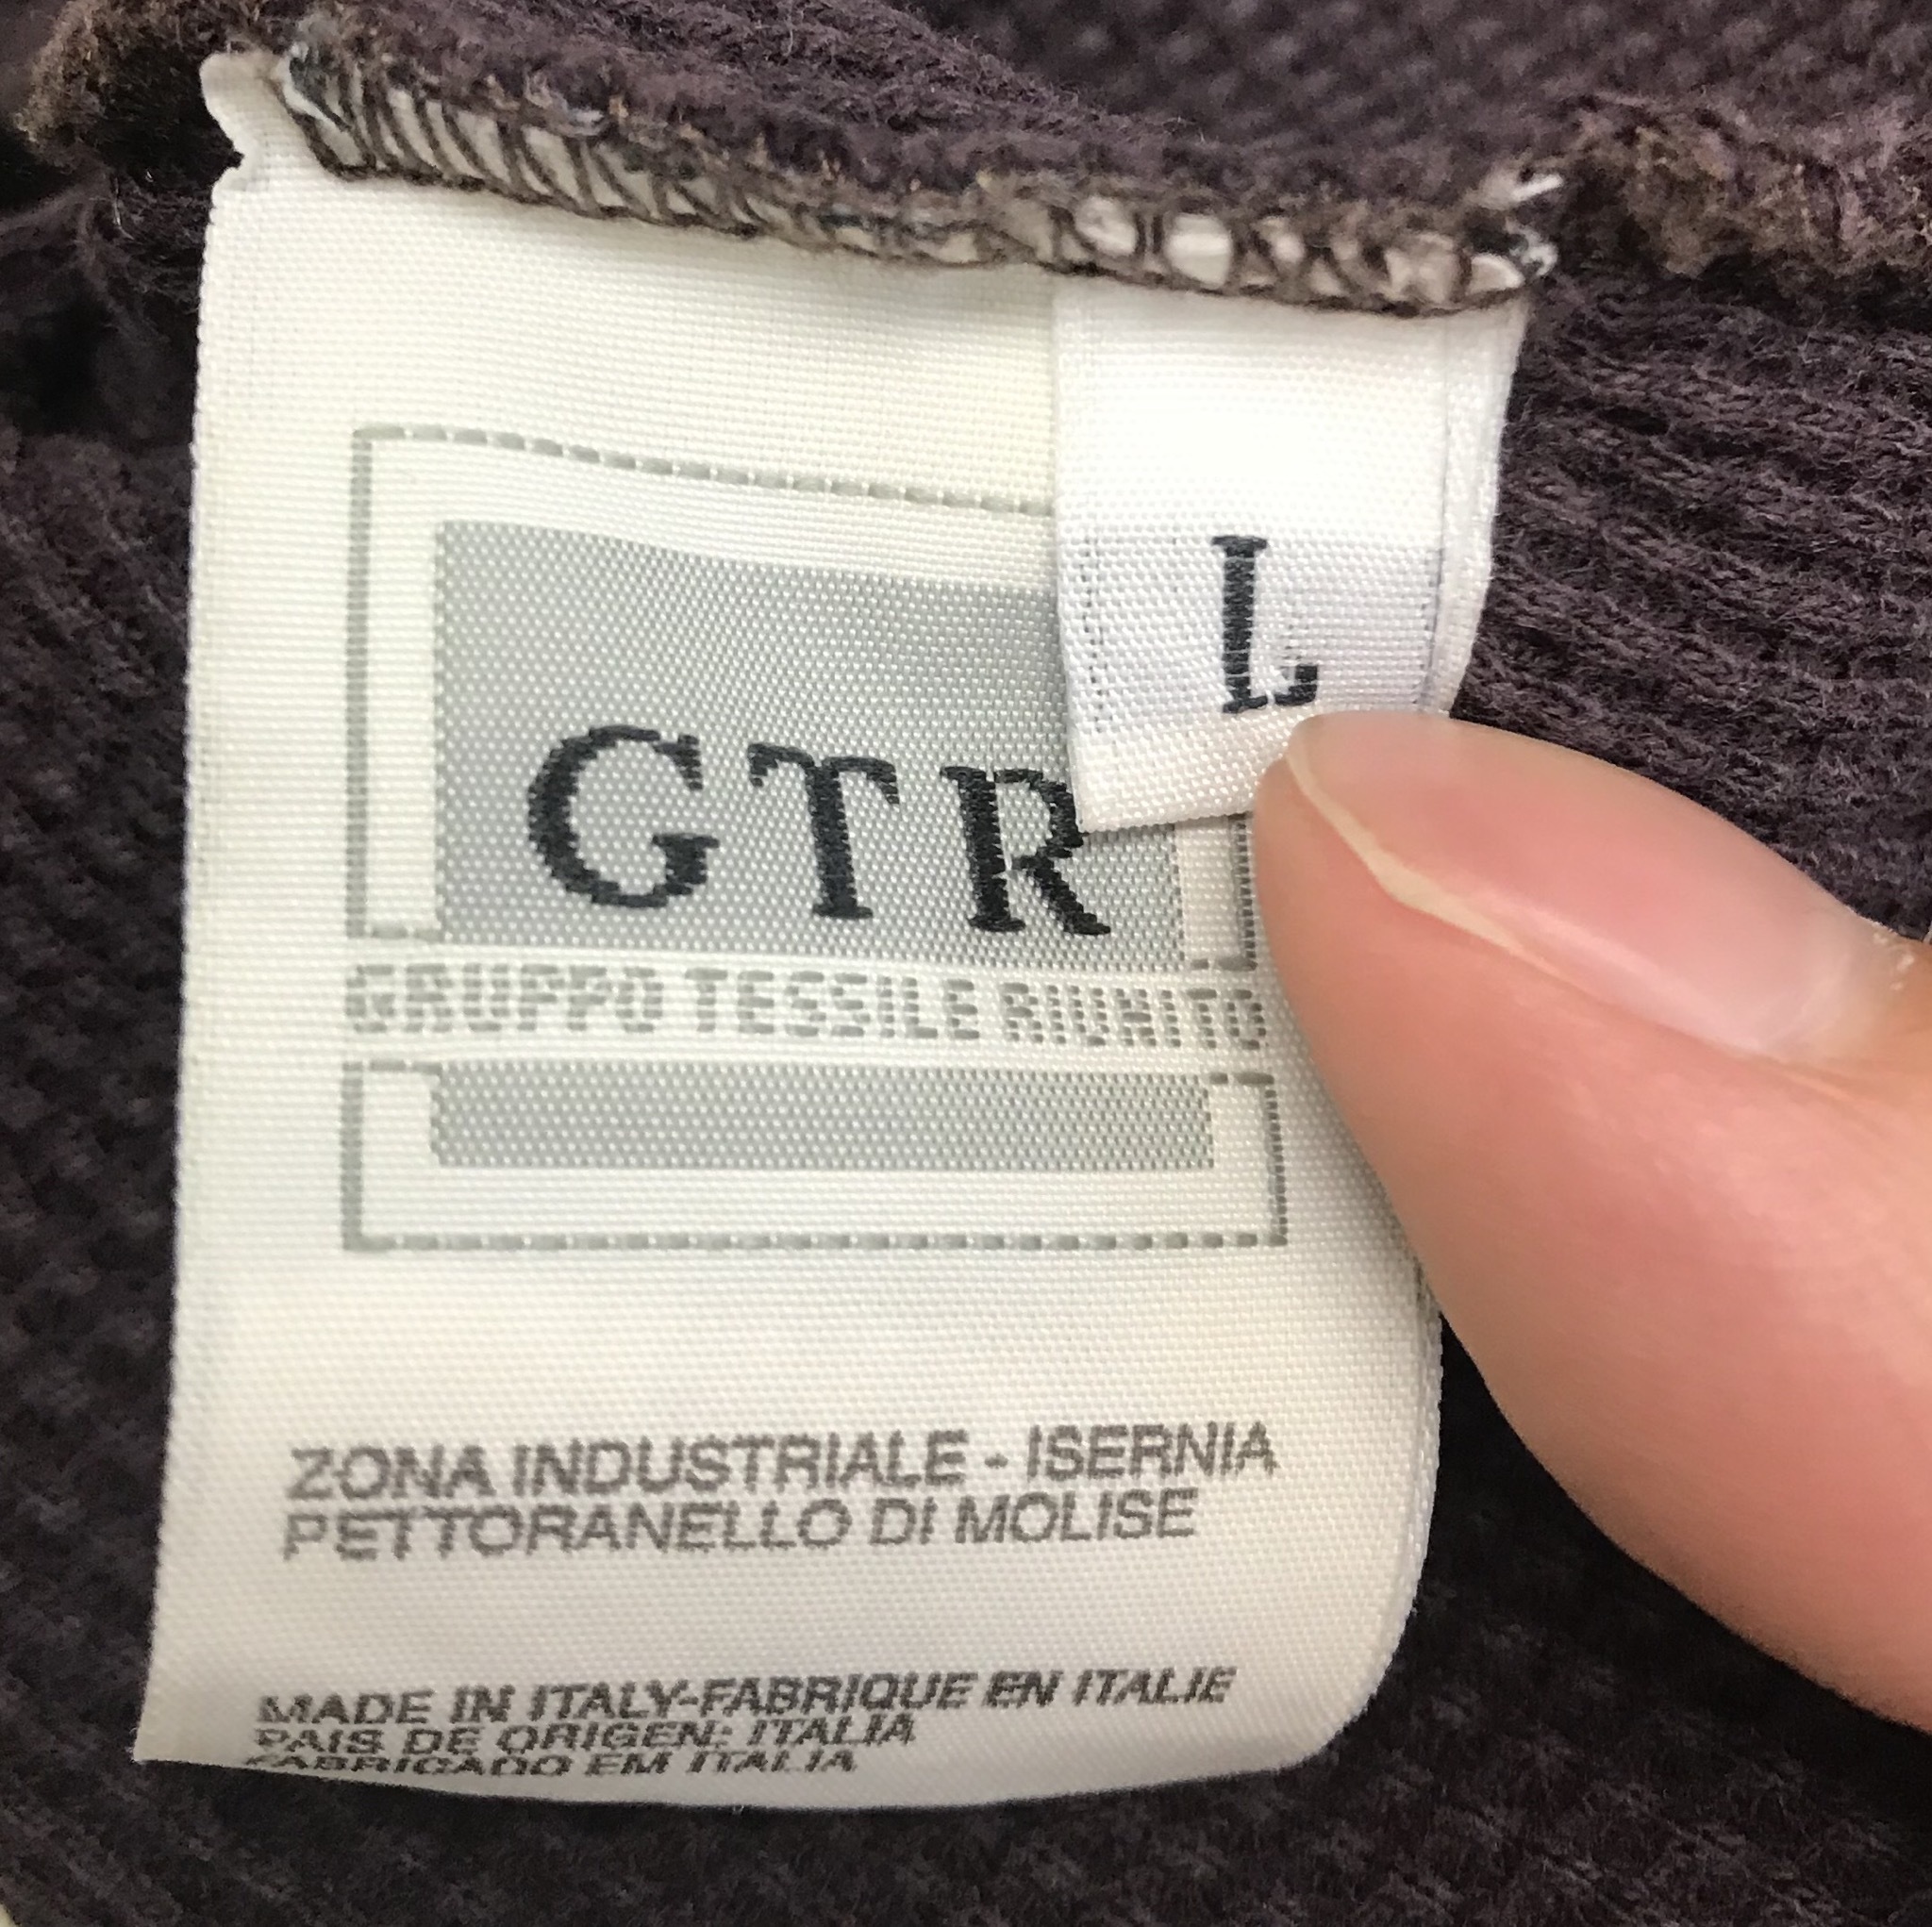 L
GTR
GRUPPO TESSILE RIUNITO
ZONA INDUSTRIALE - ISERNIA
PETTORANELLO DI MOLISE
MADE IN ITALY-FABRIQUE EN ITALIE
PAIS DE ORIGEN: ITALIA
FABRICADO EM ITALIA